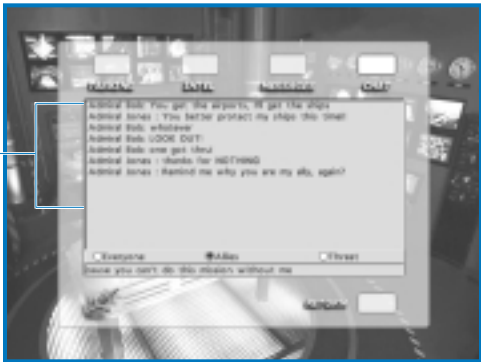 CHAT
Admiral Bob: You get the airports, I'll get the ships
Admiral Jones : You better protect my ships this time!!
Admiral Bob: whatever
Admiral Bob: LOOK OUT!
Admiral Bob: one got thru!
Admiral Jones : thanks for NOTHING
Admiral Jones : Remind me why you are my ally, again?
Everyone Allies Threat
cause you can't do this mission without me